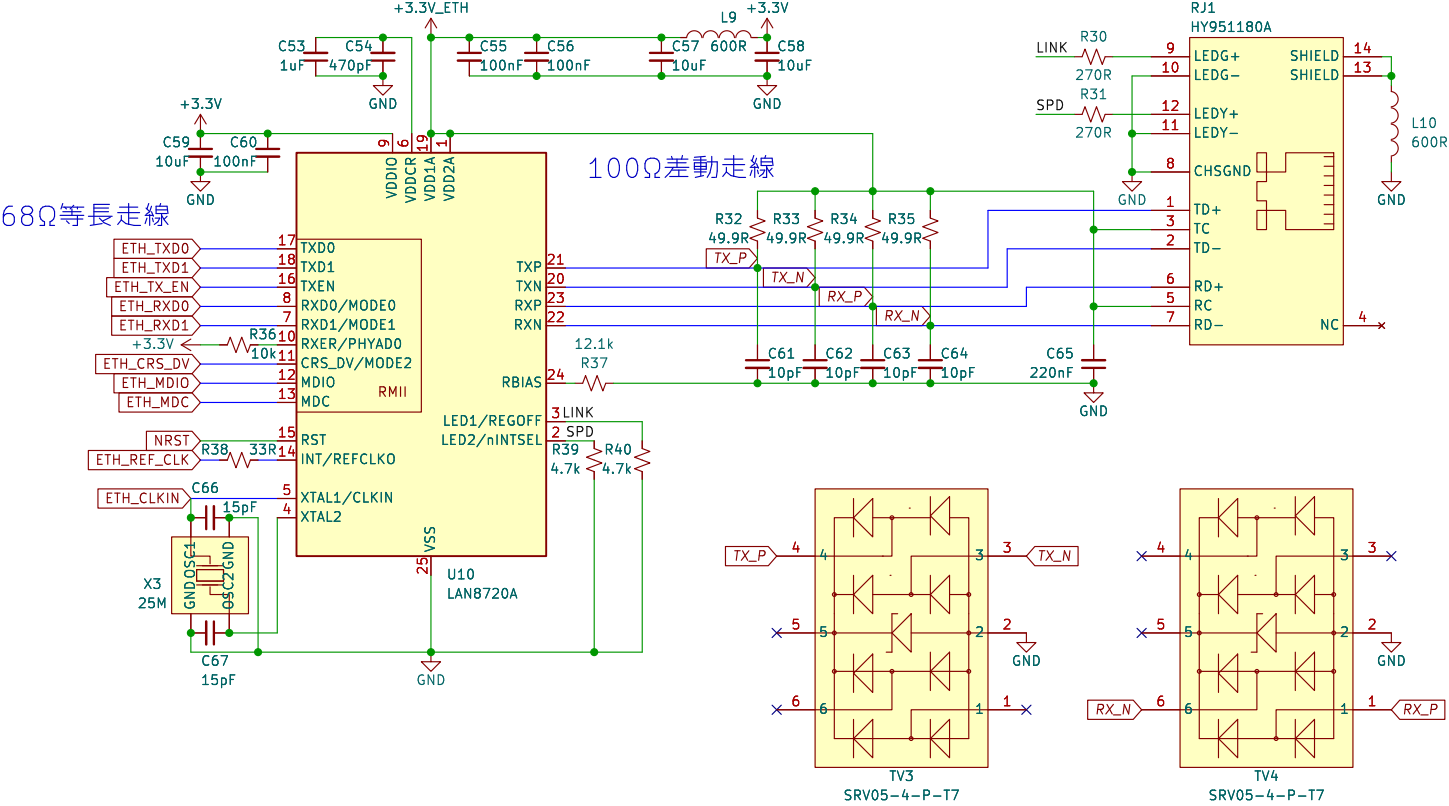 +3.3V_ETH
+3.3V
L9
600R
C53
1uF
C54
470pF
GND
C55
100nF
C56
100nF
C57
10uF
C58
10uF
GND
RJ1
HY951180A
LINK
R30
270R
SPD
R31
270R
9
LEDG+
10
LEDG-
12
LEDY+
11
LEDY-
8
CHSGND
GND
1
TD+
3
TC
2
TD-
6
RD+
5
RC
7
RD-
SHIELD
14
SHIELD
13
NC
4
L10
600R
GND
+3.3V
C59
10uF
C60
100nF
GND
9
6
19
1
VDDIO
VDDCR
VDD1A
VDD2A
100Ω差動走線
68Ω等長走線
ETH_TXD0
17
TXD0
ETH_TXD1
18
TXD1
ETH_TX_EN
16
TXEN
ETH_RXD0
8
RXD0/MODE0
ETH_RXD1
7
RXD1/MODE1
+3.3V
R36
10k
10
RXER/PHYAD0
ETH_CRS_DV
11
CRS_DV/MODE2
ETH_MDIO
12
MDIO
ETH_MDC
13
MDC
RMII
NRST
15
RST
ETH_REF_CLK
R38
33R
14
INT/REFCLKO
ETH_CLKIN
5
XTAL1/CLKIN
4
XTAL2
C66
15pF
X3
25M
GND
OSC1
OSC2
GND
C67
15pF
TXP
21
TXN
20
RXP
23
RXN
22
RBIAS
24
12.1k
R37
LED1/REGOFF
3
LINK
LED2/nINTSEL
2
SPD
R39
4.7k
R40
4.7k
VSS
25
U10
LAN8720A
GND
R32
49.9R
R33
49.9R
R34
49.9R
R35
49.9R
TX_P
TX_N
RX_P
RX_N
C61
10pF
C62
10pF
C63
10pF
C64
10pF
C65
220nF
GND
TX_P
4
4
3
3
TX_N
5
5
2
2
GND
6
6
1
1
TV3
SRV05-4-P-T7
4
4
3
3
5
5
2
2
GND
RX_N
6
6
1
1
RX_P
TV4
SRV05-4-P-T7